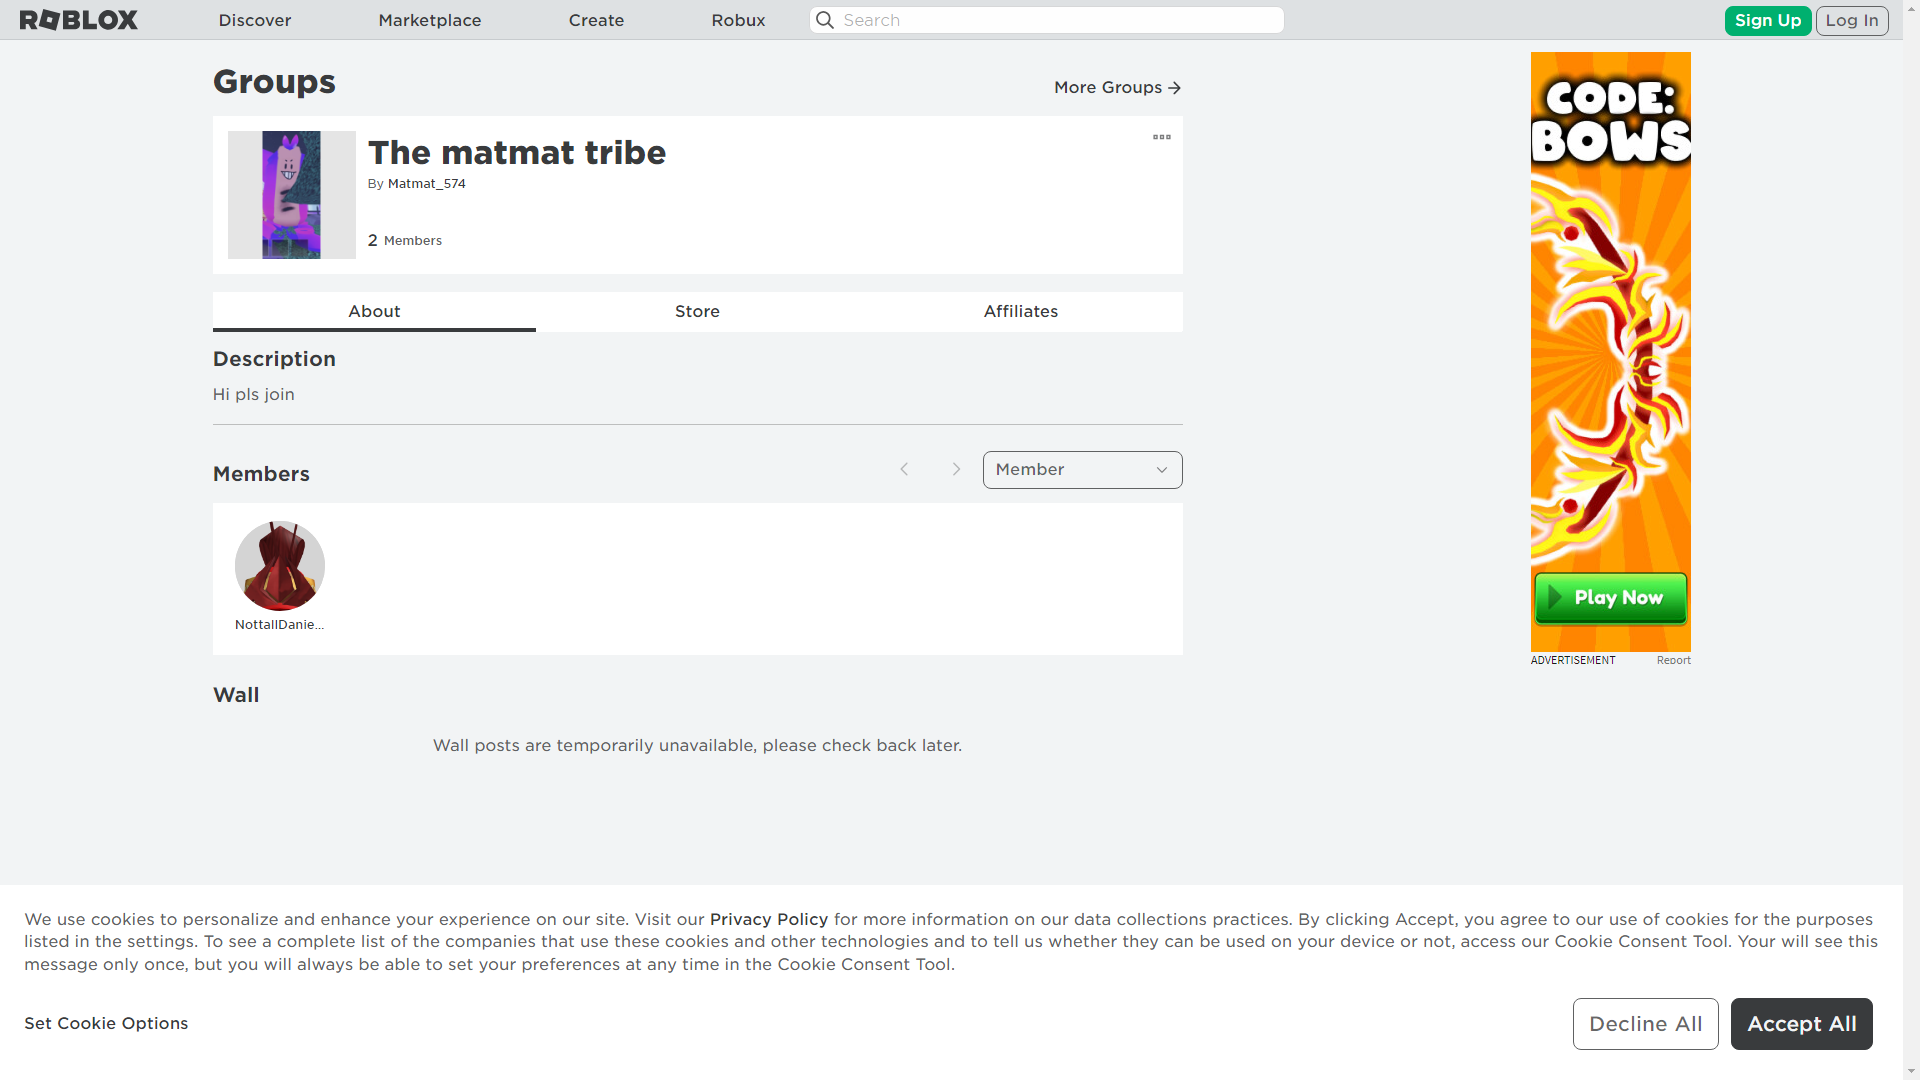 ROBLOX
Discover
Marketplace
Create
Robux
Search
Sign Up
Log In
Groups
More Groups
The matmat tribe
By Matmat_574
2 Members
About
Store
Affiliates
Description
Hi pls join
Members
Member
NottallDanie...
Wall
Wall posts are temporarily unavailable, please check back later.
CODE:
BOWS
Play Now
ADVERTISEMENT
Report
We use cookies to personalize and enhance your experience on our site. Visit our Privacy Policy for more information on our data collections practices. By clicking Accept, you agree to our use of cookies for the purposes
listed in the settings. To see a complete list of the companies that use these cookies and other technologies and to tell us whether they can be used on your device or not, access our Cookie Consent Tool. Your will see this
message only once, but you will always be able to set your preferences at any time in the Cookie Consent Tool.
Set Cookie Options
Decline All
Accept All